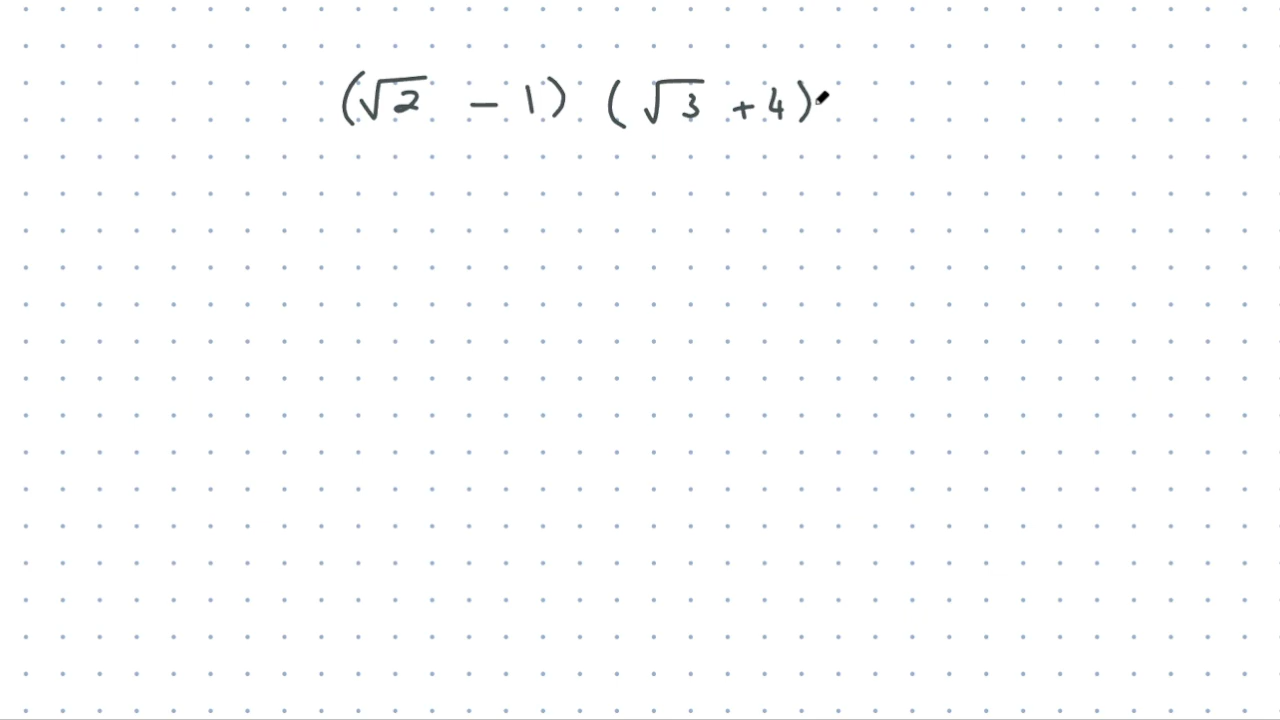 (√2 - 1) (√3 + 4)